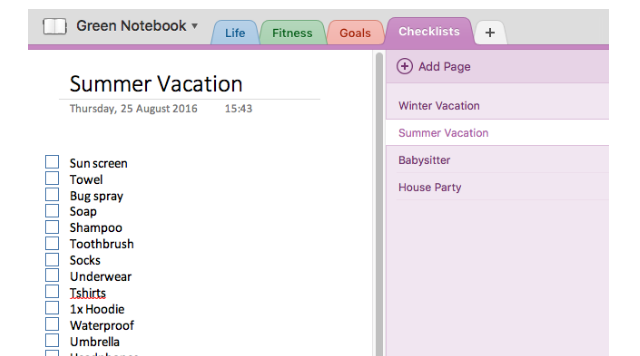 Green Notebook
Life
Fitness
Goals
Checklists
+
Summer Vacation
Thursday, 25 August 2016 15:43
Sun screen
Towel
Bug spray
Soap
Shampoo
Toothbrush
Socks
Underwear
Tshirts
1x Hoodie
Waterproof
Umbrella
Add Page
Winter Vacation
Summer Vacation
Babysitter
House Party